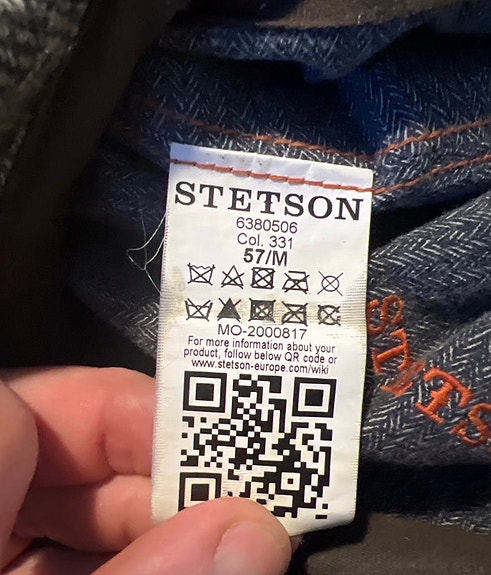 STETSON
6380506
Col. 331
57/M
MO-2000817
For more information about your
product, follow below QR code or
www.stetson-europe.com/wiki